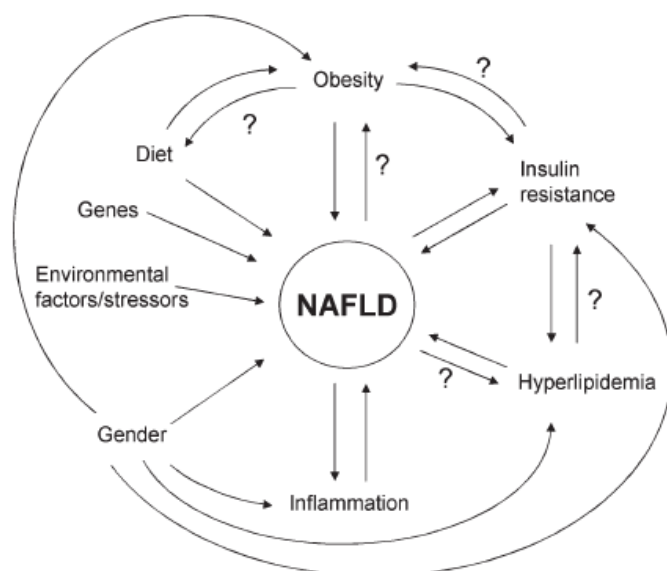 Obesity
?
?
Diet
?
Insulin
resistance
Genes
Environmental
factors/stressors
NAFLD
?
?
Hyperlipidemia
Gender
Inflammation